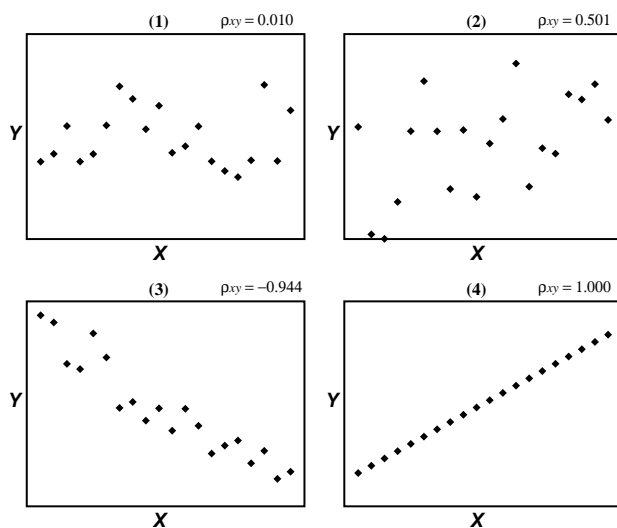 (1) ρxy = 0.010
Y
X
(2) ρxy = 0.501
Y
X
(3) ρxy = −0.944
Y
X
(4) ρxy = 1.000
Y
X